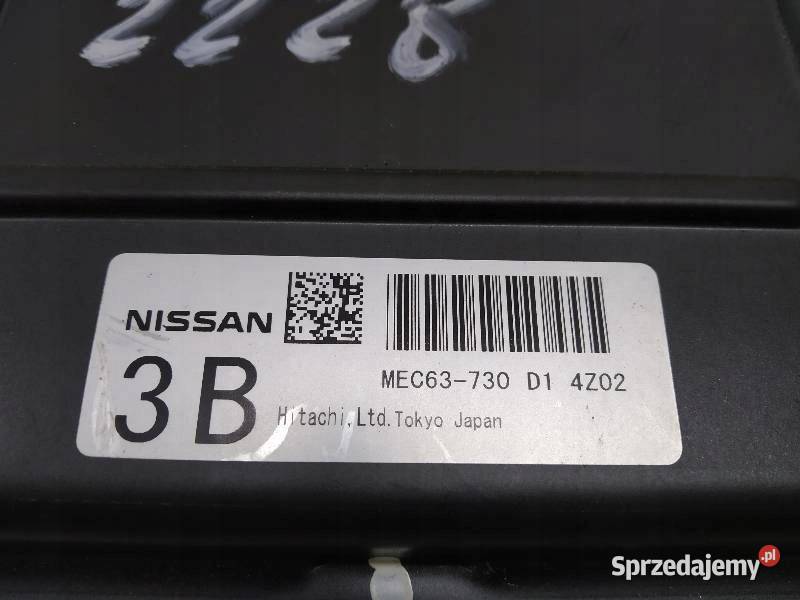 2228
NISSAN
3B
MEC63-730 D1 4Z02
Hitachi,Ltd.Tokyo Japan
Sprzedajemy.pl